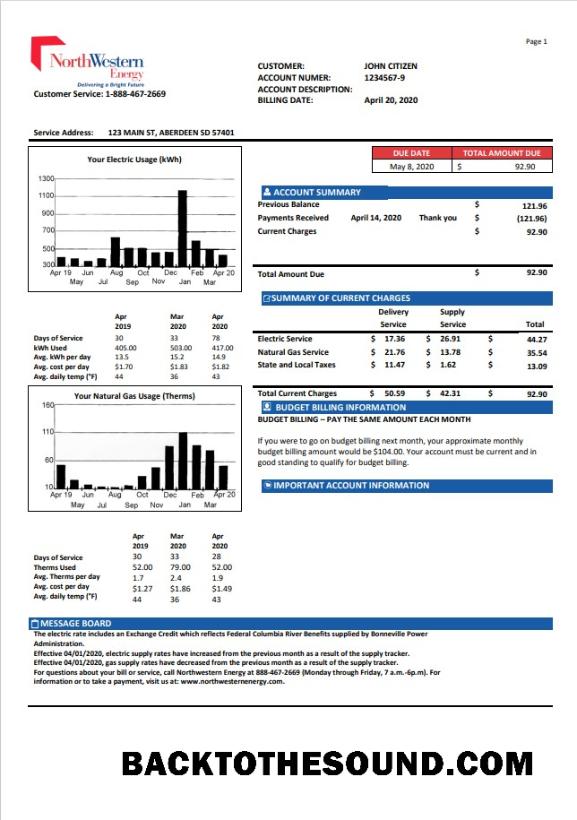 Page 1
NorthWestern
Energy
Delivering a Bright Future
Customer Service: 1-888-467-2669
CUSTOMER: JOHN CITIZEN
ACCOUNT NUMER: 1234567-9
ACCOUNT DESCRIPTION:
BILLING DATE: April 20, 2020
Service Address: 123 MAIN ST, ABERDEEN SD 57401
DUE DATE TOTAL AMOUNT DUE
May 8, 2020 $ 92.90
Your Electric Usage (kWh)
1300
1100
900
700
500
300
Apr 19 Jun Aug Oct Dec Feb Apr 20
May Jul Sep Nov Jan Mar
ACCOUNT SUMMARY
Previous Balance $ 121.96
Payments Received April 14, 2020 Thank you $ (121.96)
Current Charges $ 92.90
Total Amount Due $ 92.90
Apr Mar Apr
2019 2020 2020
Days of Service 30 33 78
kWh Used 405.00 503.00 417.00
Avg. kWh per day 13.5 15.2 14.9
Avg. cost per day $1.70 $1.83 $1.82
Avg. daily temp (°F) 44 36 43
SUMMARY OF CURRENT CHARGES
Delivery Supply
Service Service Total
Electric Service $ 17.36 $ 26.91 $ 44.27
Natural Gas Service $ 21.76 $ 13.78 $ 35.54
State and Local Taxes $ 11.47 $ 1.62 $ 13.09
Total Current Charges $ 50.59 $ 42.31 $ 92.90
Your Natural Gas Usage (Therms)
160
110
60
10
Apr 19 Jun Aug Oct Dec Feb Apr 20
May Jul Sep Nov Jan Mar
BUDGET BILLING INFORMATION
BUDGET BILLING – PAY THE SAME AMOUNT EACH MONTH
If you were to go on budget billing next month, your approximate monthly
budget billing amount would be $104.00. Your account must be current and in
good standing to qualify for budget billing.
IMPORTANT ACCOUNT INFORMATION
Apr Mar Apr
2019 2020 2020
Days of Service 30 33 28
Therms Used 52.00 79.00 52.00
Avg. Therms per day 1.7 2.4 1.9
Avg. cost per day $1.27 $1.86 $1.49
Avg. daily temp (°F) 44 36 43
MESSAGE BOARD
The electric rate includes an Exchange Credit which reflects Federal Columbia River Benefits supplied by Bonneville Power
Administration.
Effective 04/01/2020, electric supply rates have increased from the previous month as a result of the supply tracker.
Effective 04/01/2020, gas supply rates have decreased from the previous month as a result of the supply tracker.
For questions about your bill or service, call Northwestern Energy at 888-467-2669 (Monday through Friday, 7 a.m.-6p.m). For
information or to take a payment, visit us at: www.northwesternenergy.com.
BACKTOTHESOUND.COM